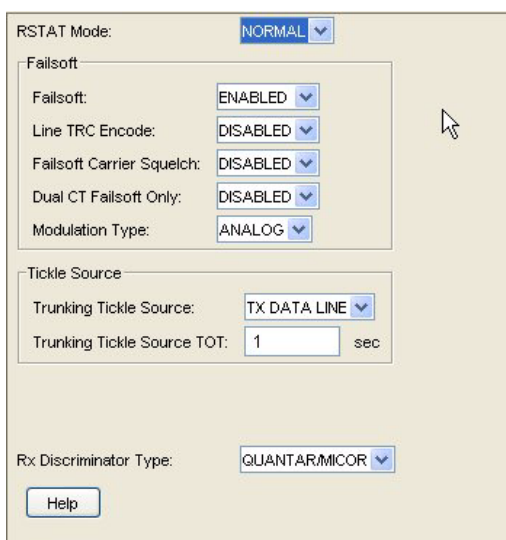 RSTAT Mode: NORMAL
Failsoft
Failsoft: ENABLED
Line TRC Encode: DISABLED
Failsoft Carrier Squelch: DISABLED
Dual CT Failsoft Only: DISABLED
Modulation Type: ANALOG
Tickle Source
Trunking Tickle Source: TX DATA LINE
Trunking Tickle Source TOT: 1 sec
Rx Discriminator Type: QUANTAR/MICOR
Help